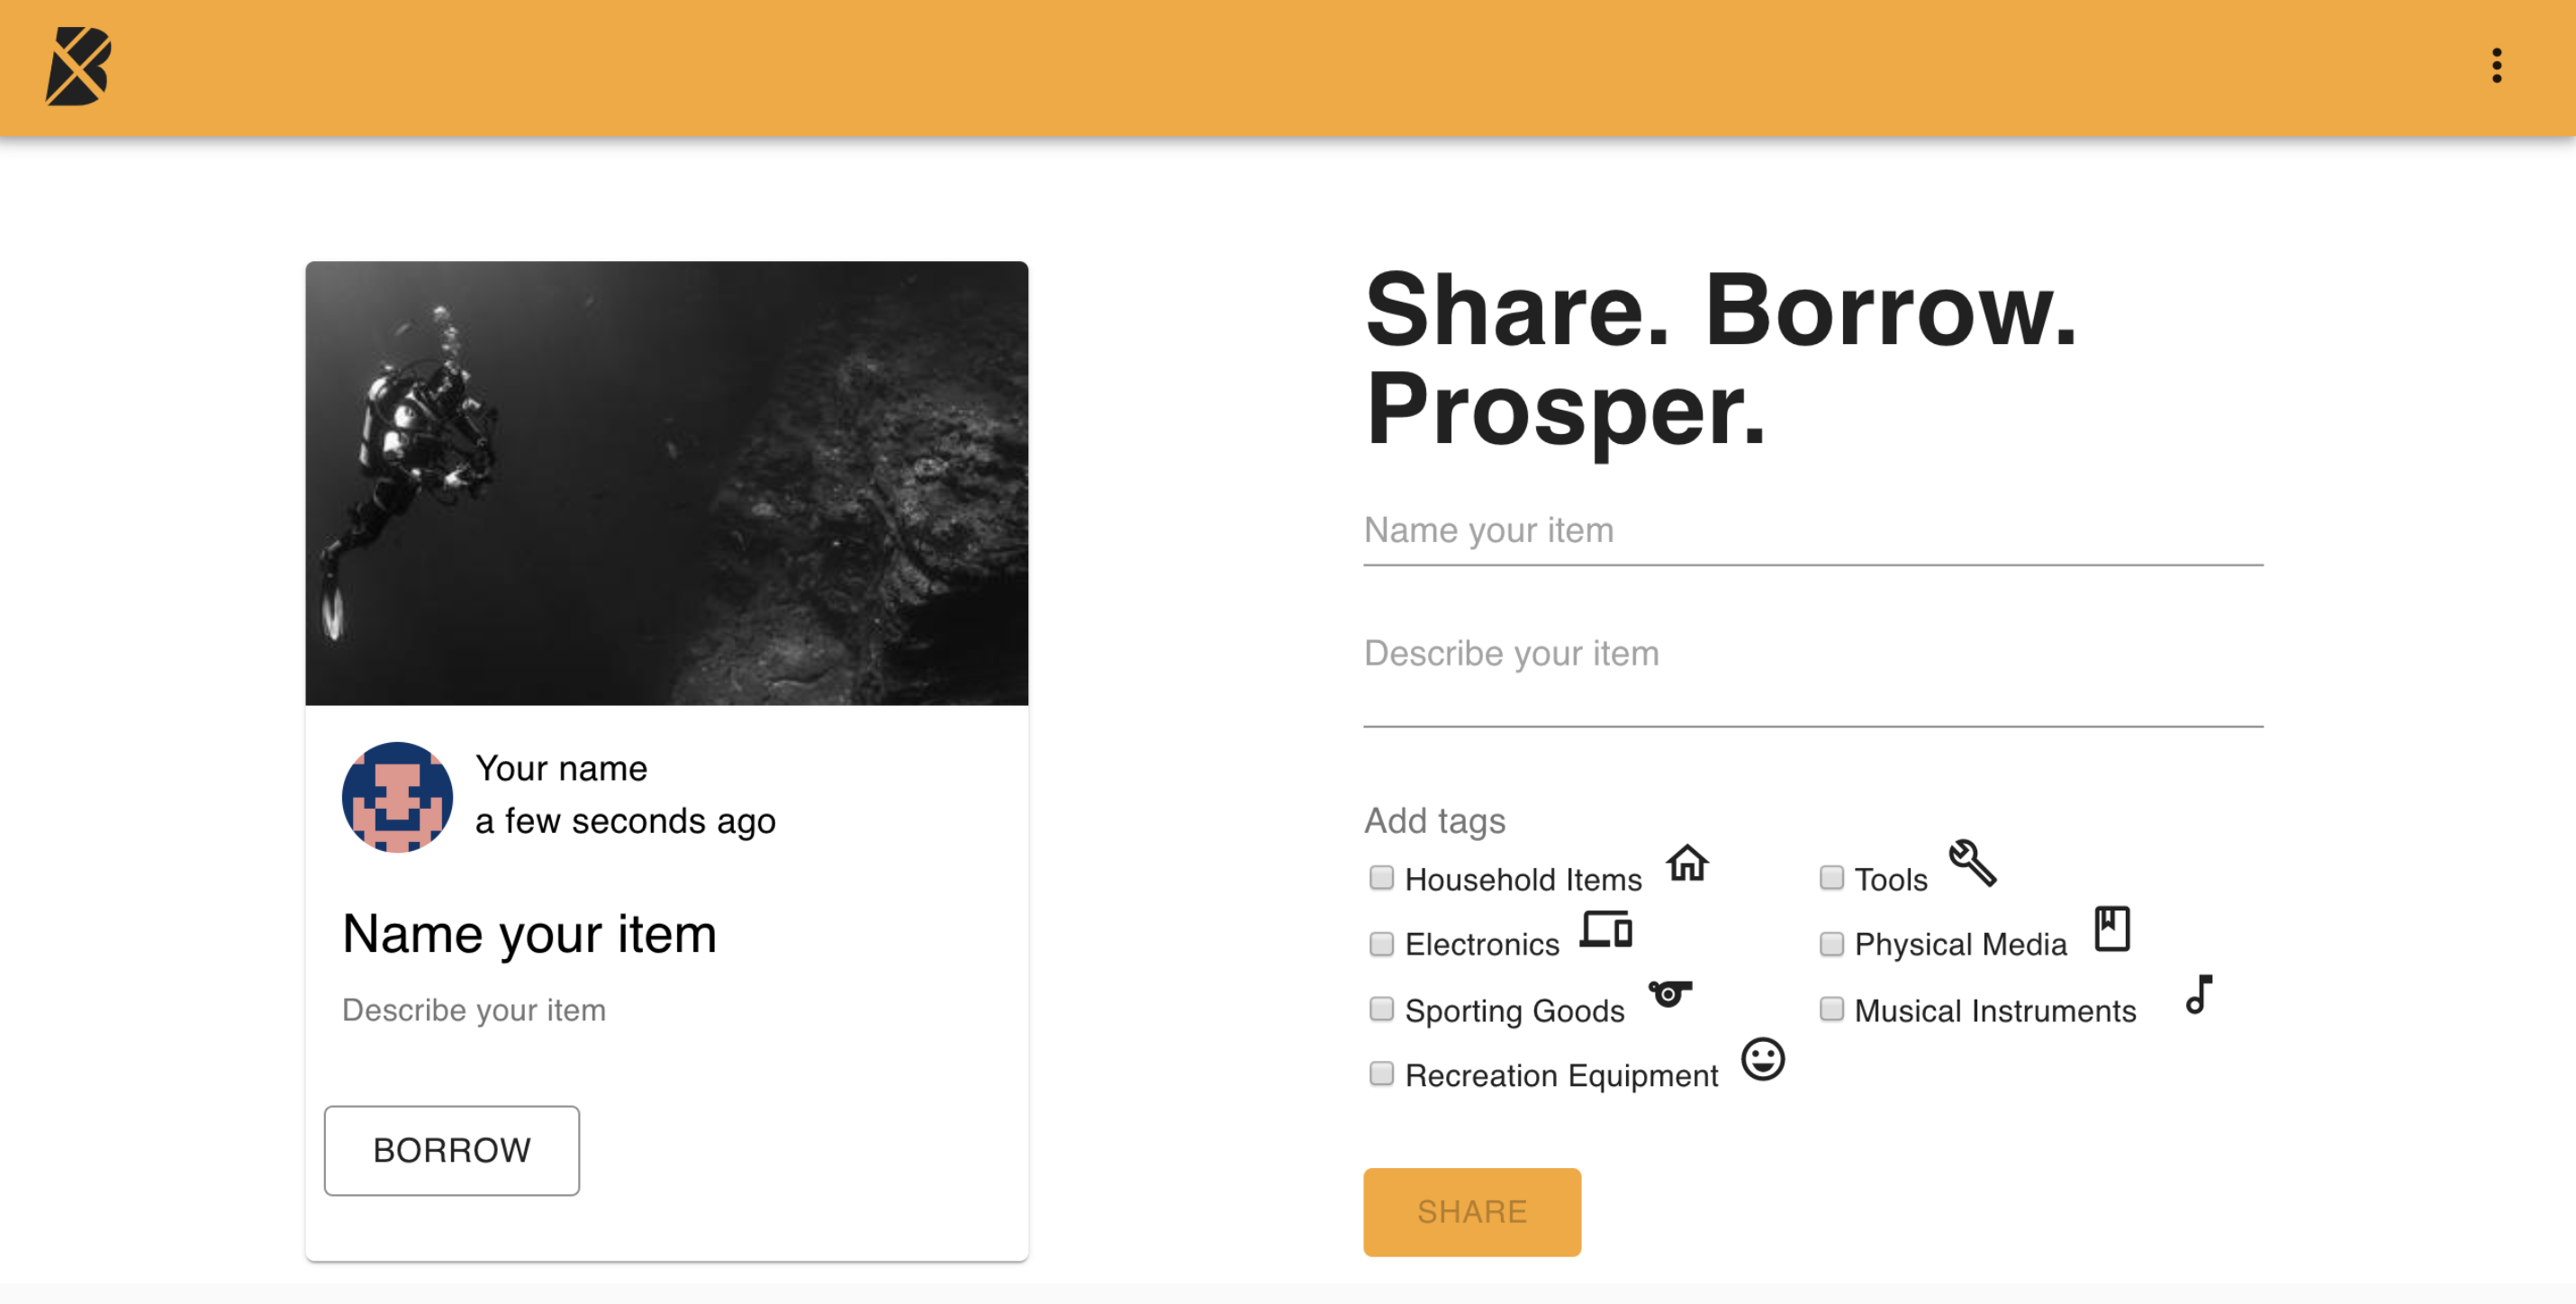 Your name
a few seconds ago
Name your item
Describe your item
BORROW
Share. Borrow.
Prosper.
Name your item
Describe your item
Add tags
Household Items
Tools
Electronics
Physical Media
Sporting Goods
Musical Instruments
Recreation Equipment
SHARE